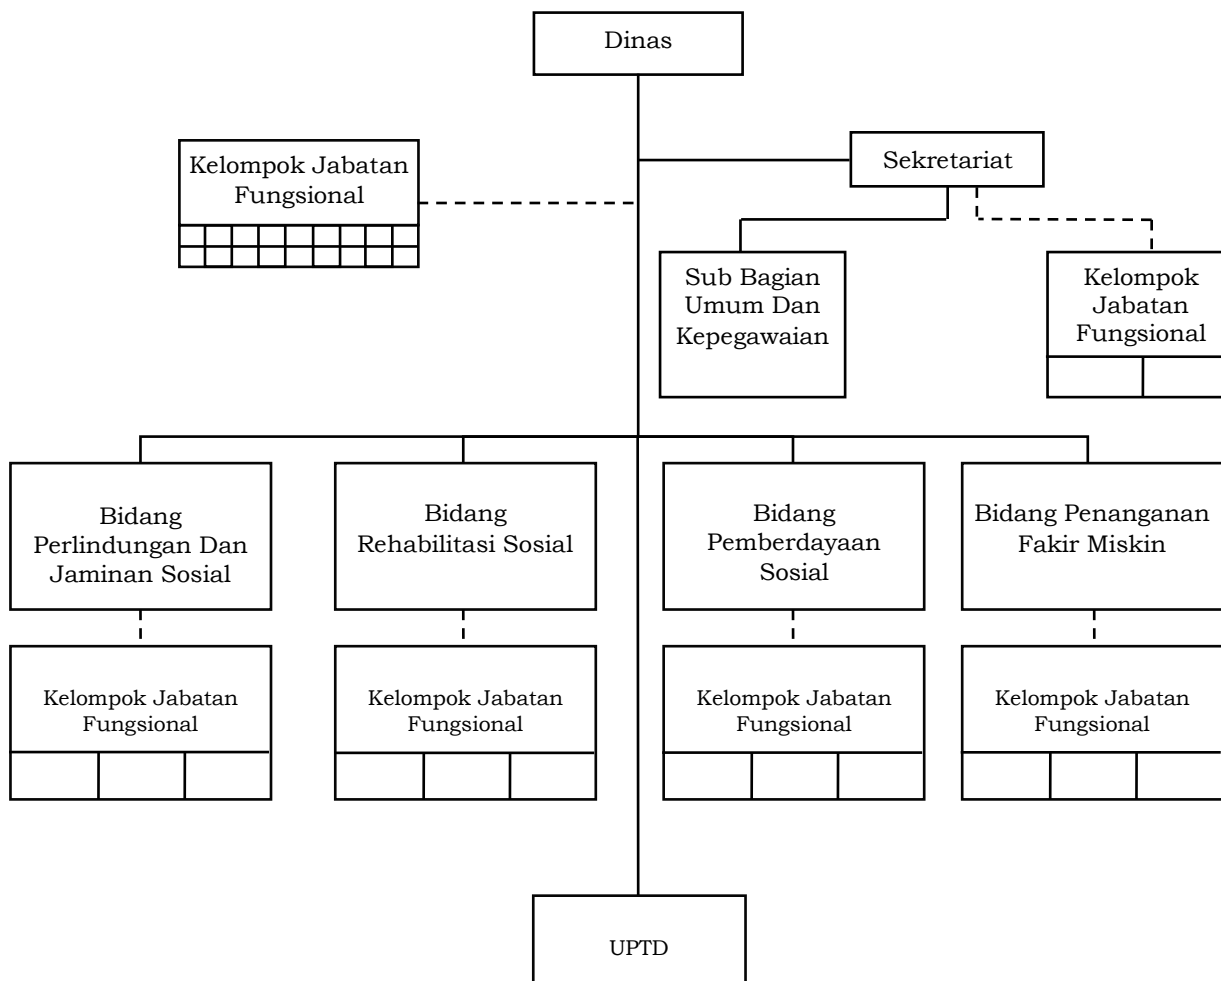 Dinas
Kelompok Jabatan
Fungsional
Sekretariat
Sub Bagian
Umum Dan
Kepegawaian
Kelompok
Jabatan
Fungsional
Bidang
Perlindungan Dan
Jaminan Sosial
Bidang
Rehabilitasi Sosial
Bidang
Pemberdayaan
Sosial
Bidang Penanganan
Fakir Miskin
Kelompok Jabatan
Fungsional
Kelompok Jabatan
Fungsional
Kelompok Jabatan
Fungsional
Kelompok Jabatan
Fungsional
UPTD